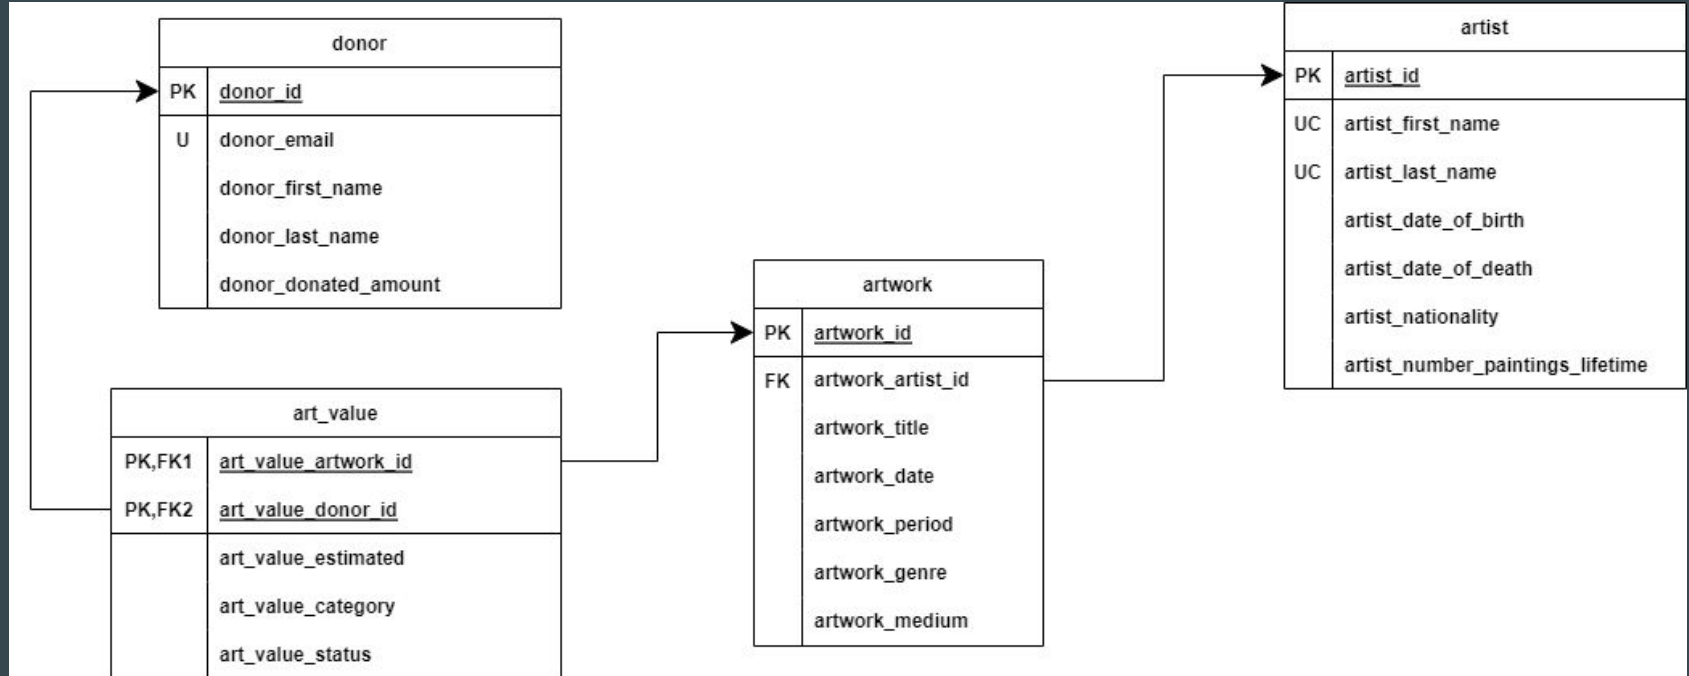 donor
PK donor_id
U donor_email
donor_first_name
donor_last_name
donor_donated_amount
art_value
PK,FK1 art_value_artwork_id
PK,FK2 art_value_donor_id
art_value_estimated
art_value_category
art_value_status
artwork
PK artwork_id
FK artwork_artist_id
artwork_title
artwork_date
artwork_period
artwork_genre
artwork_medium
artist
PK artist_id
UC artist_first_name
UC artist_last_name
artist_date_of_birth
artist_date_of_death
artist_nationality
artist_number_paintings_lifetime